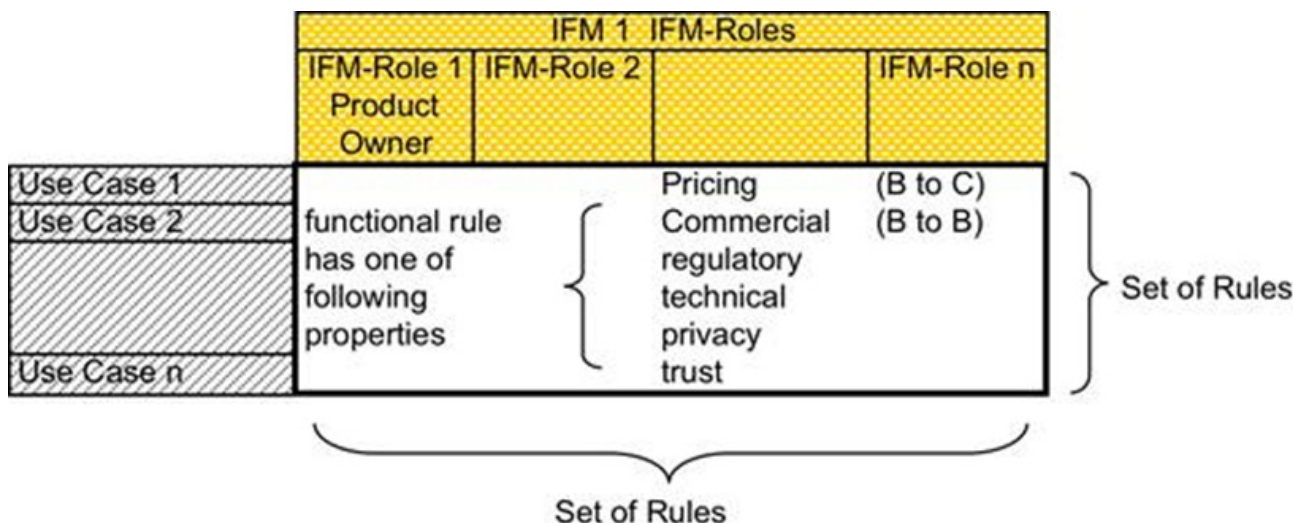 IFM 1 IFM-Roles
IFM-Role 1 IFM-Role 2 IFM-Role n
Product
Owner
Use Case 1 Pricing (B to C)
Use Case 2 functional rule Commercial (B to B)
has one of regulatory
following technical Set of Rules
properties privacy
Use Case n trust
Set of Rules